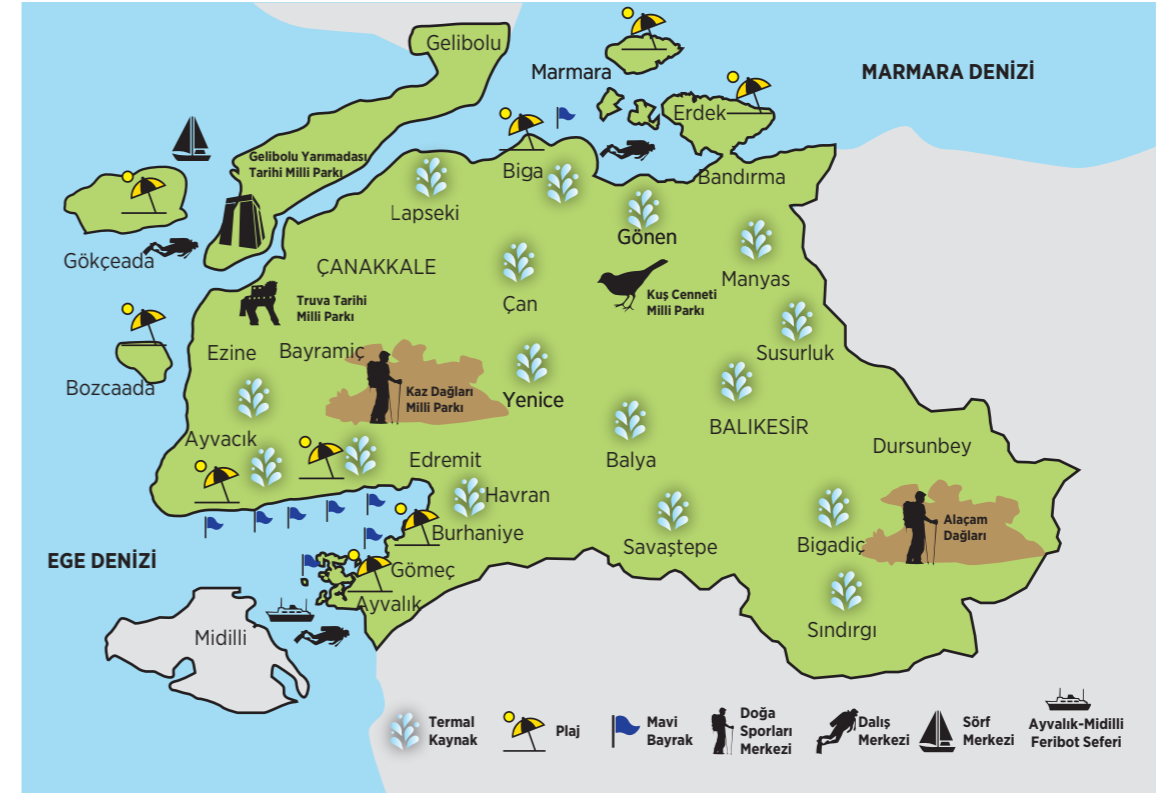 Gelibolu
Marmara
MARMARA DENİZİ
Erdek
Gelibolu Yarımadası
Tarihi Milli Parkı
Biga
Bandırma
Lapseki
Gönen
Gökçeada
ÇANAKKALE
Manyas
Truva Tarihi
Milli Parkı
Çan
Kuş Cenneti
Milli Parkı
Ezine
Bayramiç
Susurluk
Bozcaada
Kaz Dağları
Milli Parkı
Yenice
BALIKESİR
Ayvacık
Edremit
Balya
Dursunbey
Havran
Burhaniye
Savaştepe
Bigadiç
Alaçam
Dağları
EGE DENİZİ
Gömeç
Ayvalık
Midilli
Sındırgı
Termal
Kaynak
Plaj
Mavi
Bayrak
Doğa
Sporları
Merkezi
Dalış
Merkezi
Sörf
Merkezi
Ayvalık-Midilli
Feribot Seferi